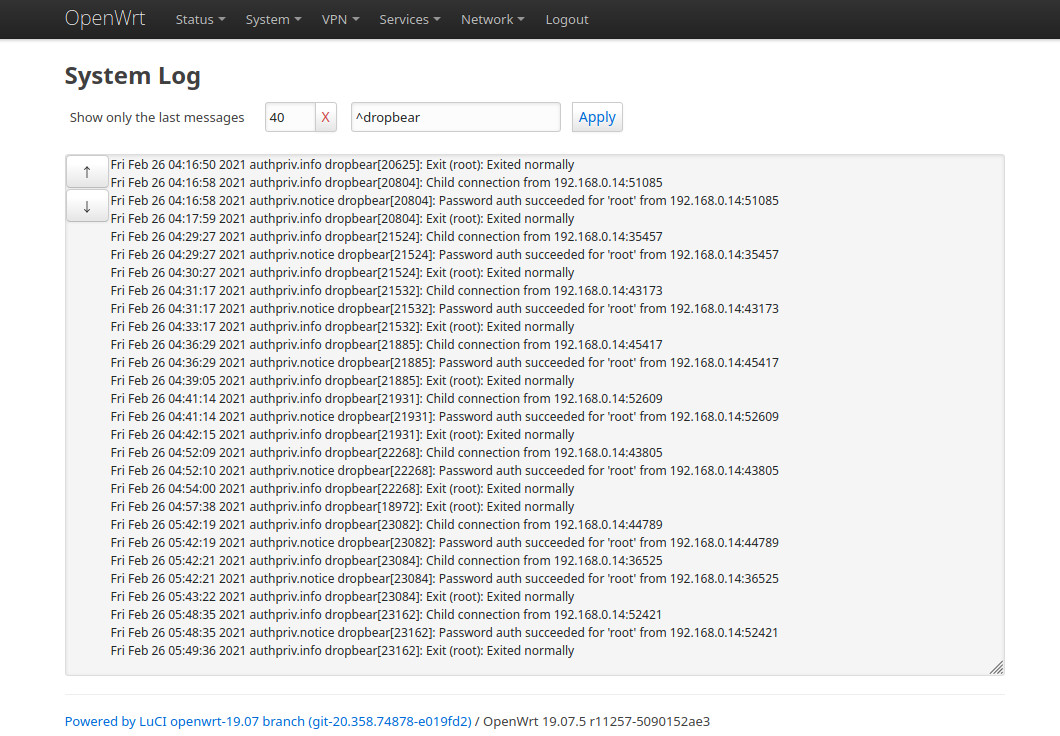 OpenWrt Status System VPN Services Network Logout
System Log
Show only the last messages 40 X ^dropbear Apply
↑
↓
Fri Feb 26 04:16:50 2021 authpriv.info dropbear[20625]: Exit (root): Exited normally
Fri Feb 26 04:16:58 2021 authpriv.info dropbear[20804]: Child connection from 192.168.0.14:51085
Fri Feb 26 04:16:58 2021 authpriv.notice dropbear[20804]: Password auth succeeded for 'root' from 192.168.0.14:51085
Fri Feb 26 04:17:59 2021 authpriv.info dropbear[20804]: Exit (root): Exited normally
Fri Feb 26 04:29:27 2021 authpriv.info dropbear[21524]: Child connection from 192.168.0.14:35457
Fri Feb 26 04:29:27 2021 authpriv.notice dropbear[21524]: Password auth succeeded for 'root' from 192.168.0.14:35457
Fri Feb 26 04:30:27 2021 authpriv.info dropbear[21524]: Exit (root): Exited normally
Fri Feb 26 04:31:17 2021 authpriv.info dropbear[21532]: Child connection from 192.168.0.14:43173
Fri Feb 26 04:31:17 2021 authpriv.notice dropbear[21532]: Password auth succeeded for 'root' from 192.168.0.14:43173
Fri Feb 26 04:33:17 2021 authpriv.info dropbear[21532]: Exit (root): Exited normally
Fri Feb 26 04:36:29 2021 authpriv.info dropbear[21885]: Child connection from 192.168.0.14:45417
Fri Feb 26 04:36:29 2021 authpriv.notice dropbear[21885]: Password auth succeeded for 'root' from 192.168.0.14:45417
Fri Feb 26 04:39:05 2021 authpriv.info dropbear[21885]: Exit (root): Exited normally
Fri Feb 26 04:41:14 2021 authpriv.info dropbear[21931]: Child connection from 192.168.0.14:52609
Fri Feb 26 04:41:14 2021 authpriv.notice dropbear[21931]: Password auth succeeded for 'root' from 192.168.0.14:52609
Fri Feb 26 04:42:15 2021 authpriv.info dropbear[21931]: Exit (root): Exited normally
Fri Feb 26 04:52:09 2021 authpriv.info dropbear[22268]: Child connection from 192.168.0.14:43805
Fri Feb 26 04:52:10 2021 authpriv.notice dropbear[22268]: Password auth succeeded for 'root' from 192.168.0.14:43805
Fri Feb 26 04:54:00 2021 authpriv.info dropbear[22268]: Exit (root): Exited normally
Fri Feb 26 04:57:38 2021 authpriv.info dropbear[18972]: Exit (root): Exited normally
Fri Feb 26 05:42:19 2021 authpriv.info dropbear[23082]: Child connection from 192.168.0.14:44789
Fri Feb 26 05:42:19 2021 authpriv.notice dropbear[23082]: Password auth succeeded for 'root' from 192.168.0.14:44789
Fri Feb 26 05:42:21 2021 authpriv.info dropbear[23084]: Child connection from 192.168.0.14:36525
Fri Feb 26 05:42:21 2021 authpriv.notice dropbear[23084]: Password auth succeeded for 'root' from 192.168.0.14:36525
Fri Feb 26 05:43:22 2021 authpriv.info dropbear[23084]: Exit (root): Exited normally
Fri Feb 26 05:48:35 2021 authpriv.info dropbear[23162]: Child connection from 192.168.0.14:52421
Fri Feb 26 05:48:35 2021 authpriv.notice dropbear[23162]: Password auth succeeded for 'root' from 192.168.0.14:52421
Fri Feb 26 05:49:36 2021 authpriv.info dropbear[23162]: Exit (root): Exited normally
Powered by LuCI openwrt-19.07 branch (git-20.358.74878-e019fd2) / OpenWrt 19.07.5 r11257-5090152ae3